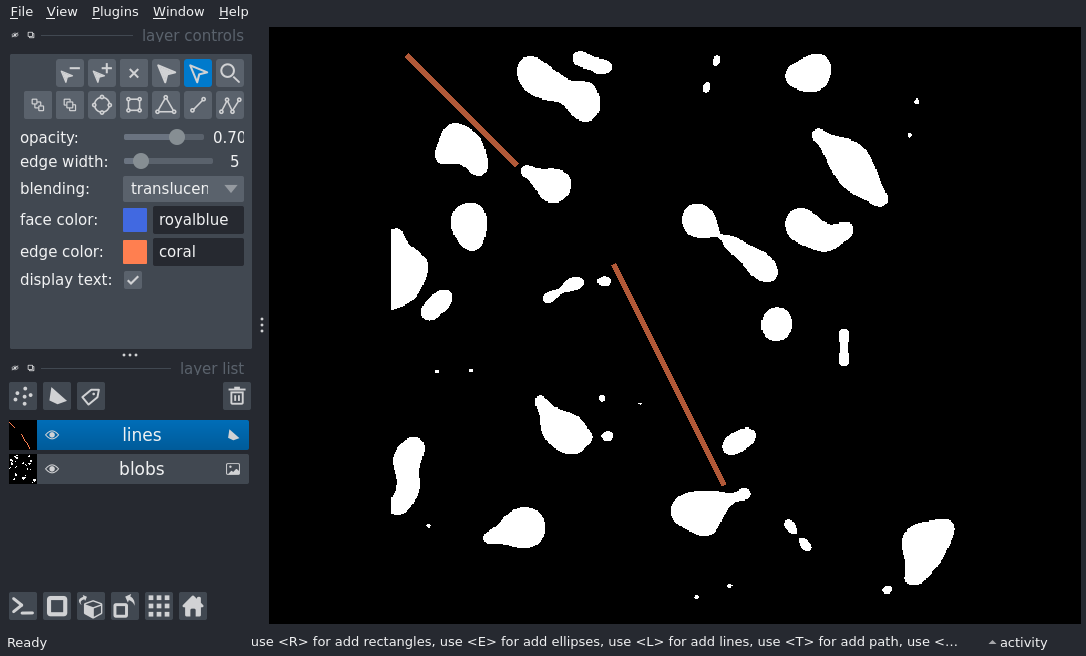 File View Plugins Window Help
layer controls
opacity: 0.70
edge width: 5
blending: translucen
face color: royalblue
edge color: coral
display text:
layer list
lines
blobs
Ready use <R> for add rectangles, use <E> for add ellipses, use <L> for add lines, use <T> for add path, use <... activity